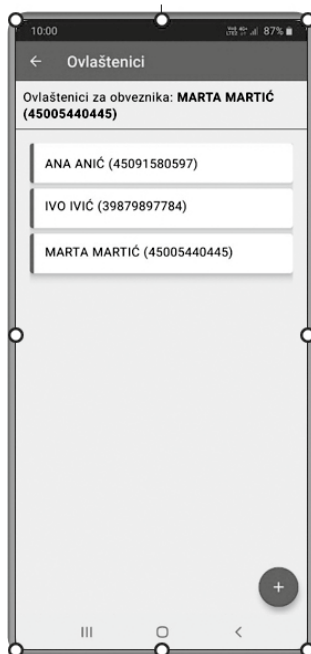 10:00
87%
Ovlaštenici
Ovlaštenici za obveznika: MARTA MARTIĆ
(45005440445)
ANA ANIĆ (45091580597)
IVO IVIĆ (39879897784)
MARTA MARTIĆ (45005440445)
+